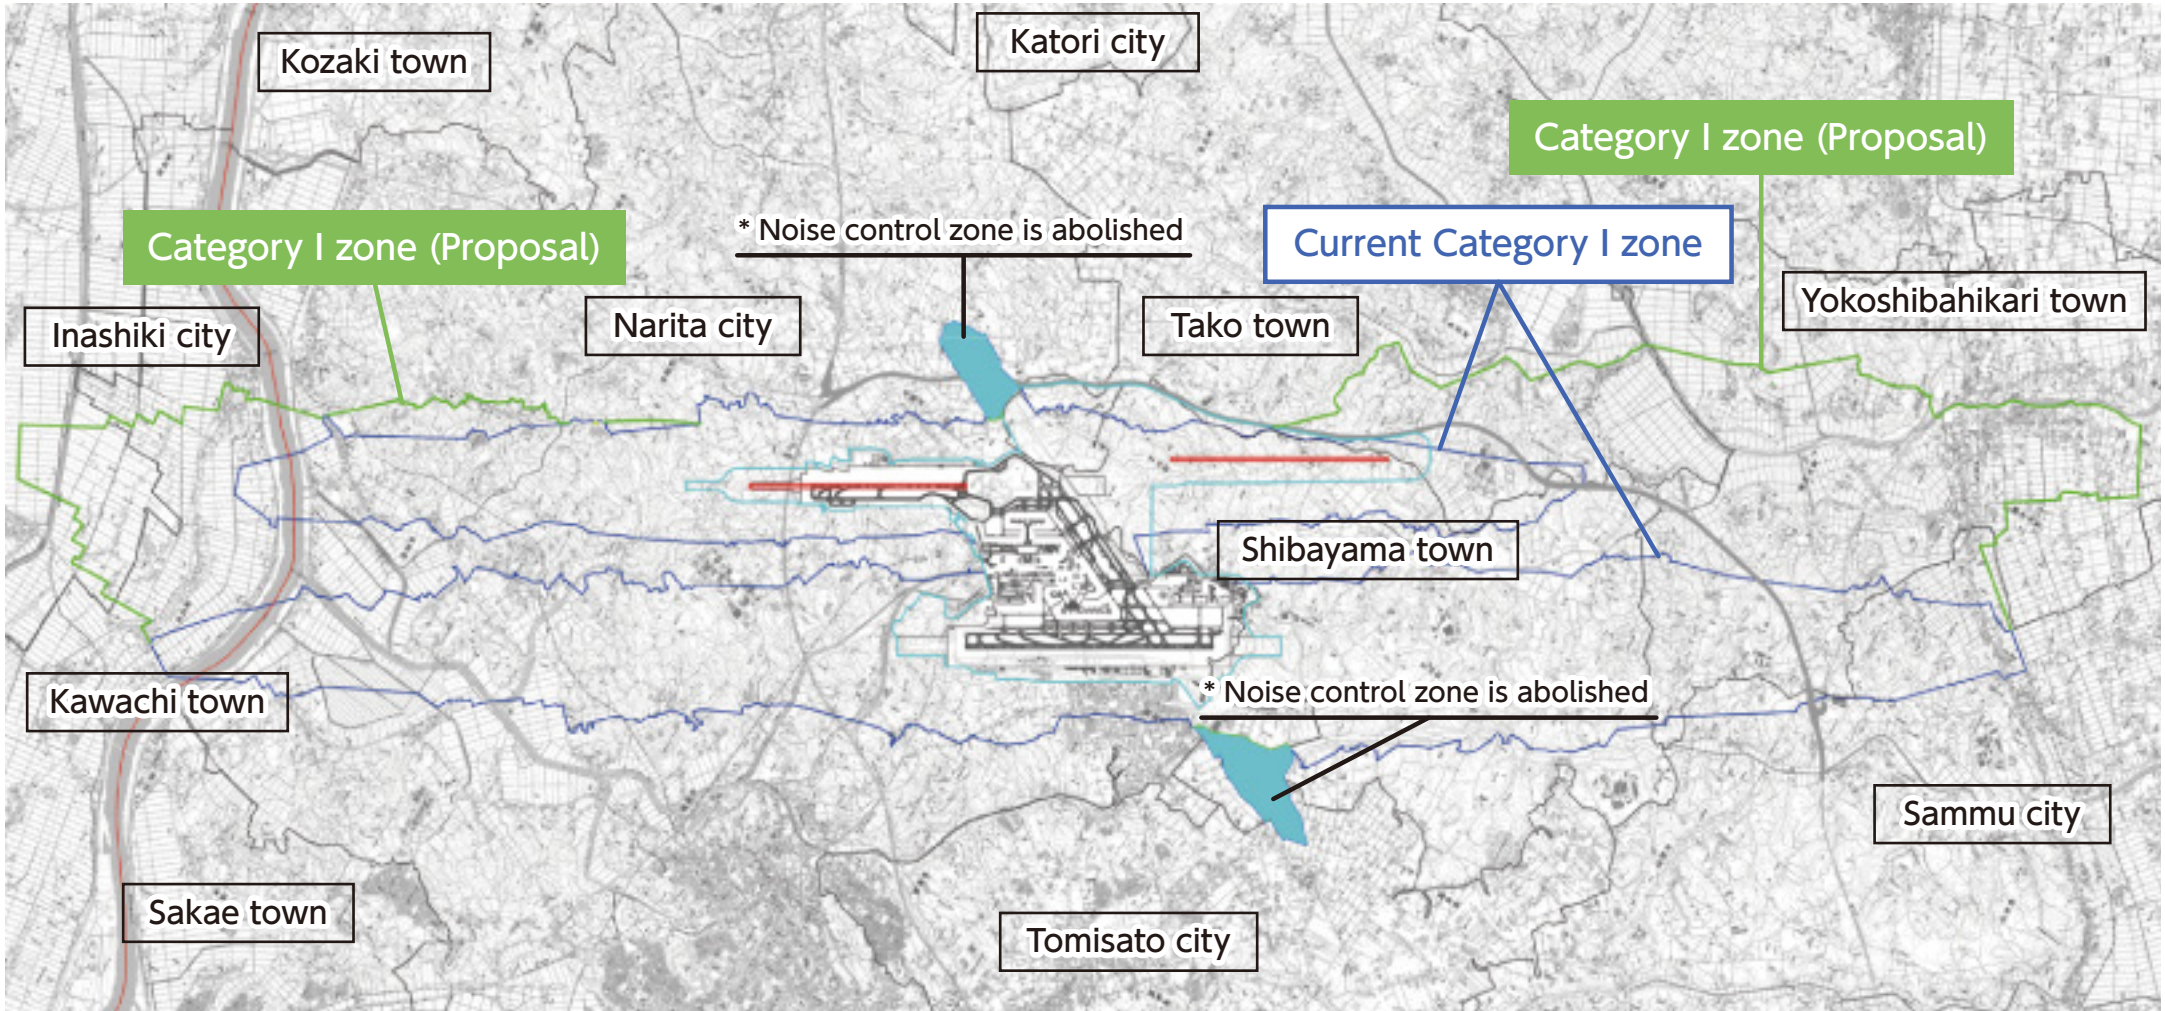 Kozaki town
Katori city
Category I zone (Proposal)
Category I zone (Proposal)
* Noise control zone is abolished
Current Category I zone
Inashiki city
Narita city
Tako town
Yokoshibahikari town
Shibayama town
Kawachi town
* Noise control zone is abolished
Sammu city
Sakae town
Tomisato city